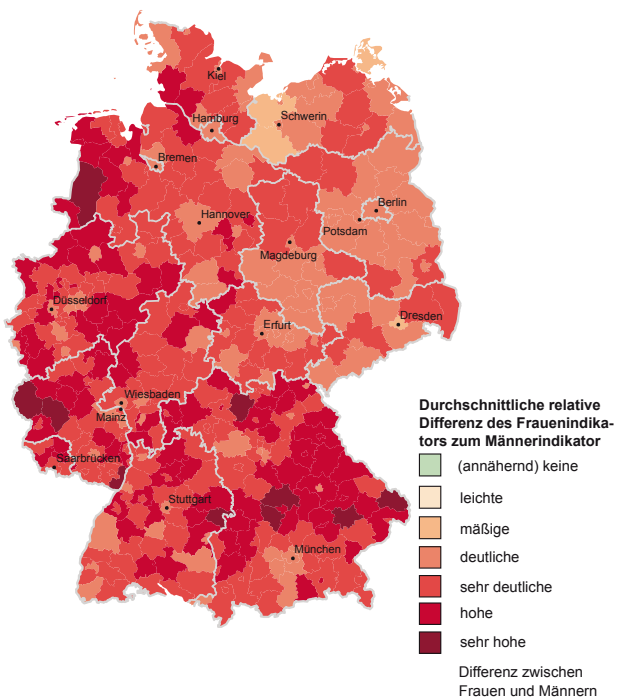 Kiel
Hamburg
Schwerin
Bremen
Berlin
Hannover
Potsdam
Magdeburg
Düsseldorf
Erfurt
Dresden
Wiesbaden
Mainz
Saarbrücken
Stuttgart
München
Durchschnittliche relative
Differenz des Frauenindika-
tors zum Männerindikator
(annähernd) keine
leichte
mäßige
deutliche
sehr deutliche
hohe
sehr hohe
Differenz zwischen
Frauen und Männern